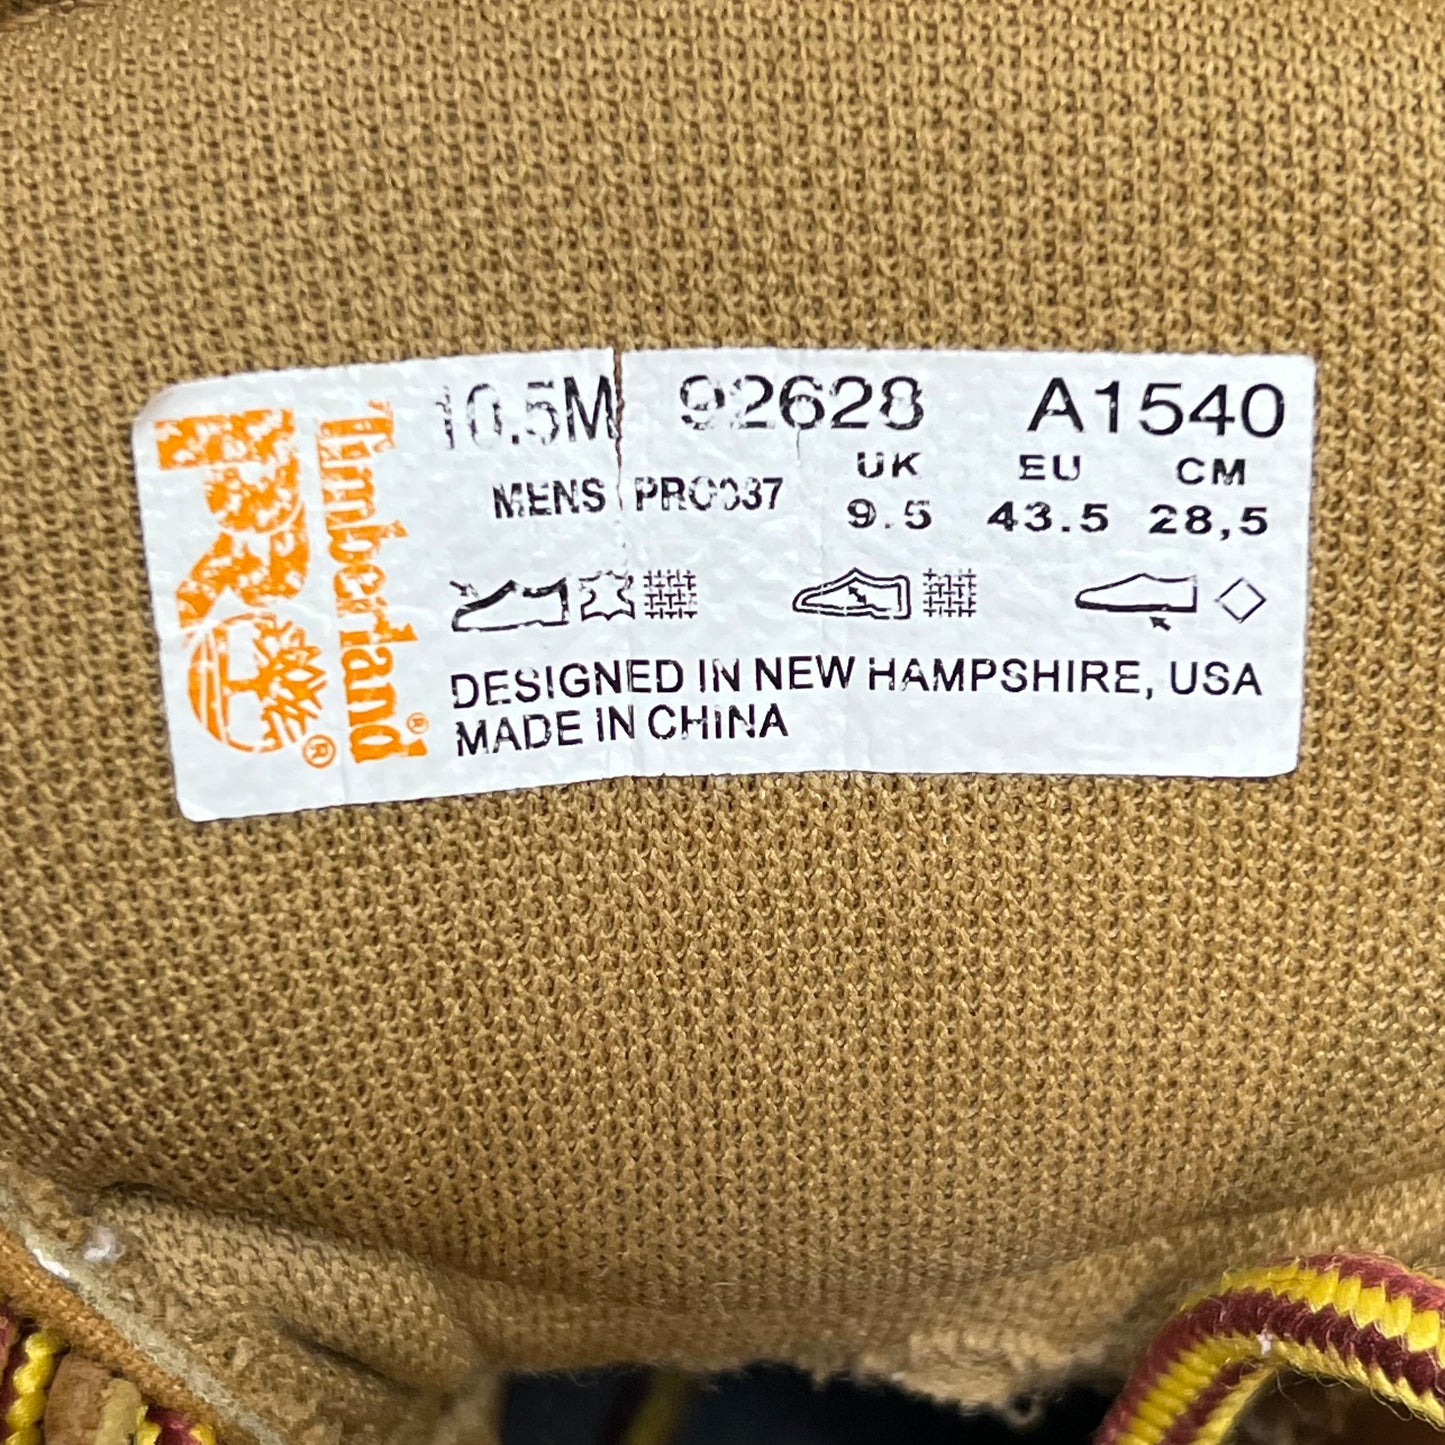 PRO®
Timberland®
10.5M 92628 A1540
MENS PRO037 UK EU CM
9.5 43.5 28,5
DESIGNED IN NEW HAMPSHIRE, USA
MADE IN CHINA